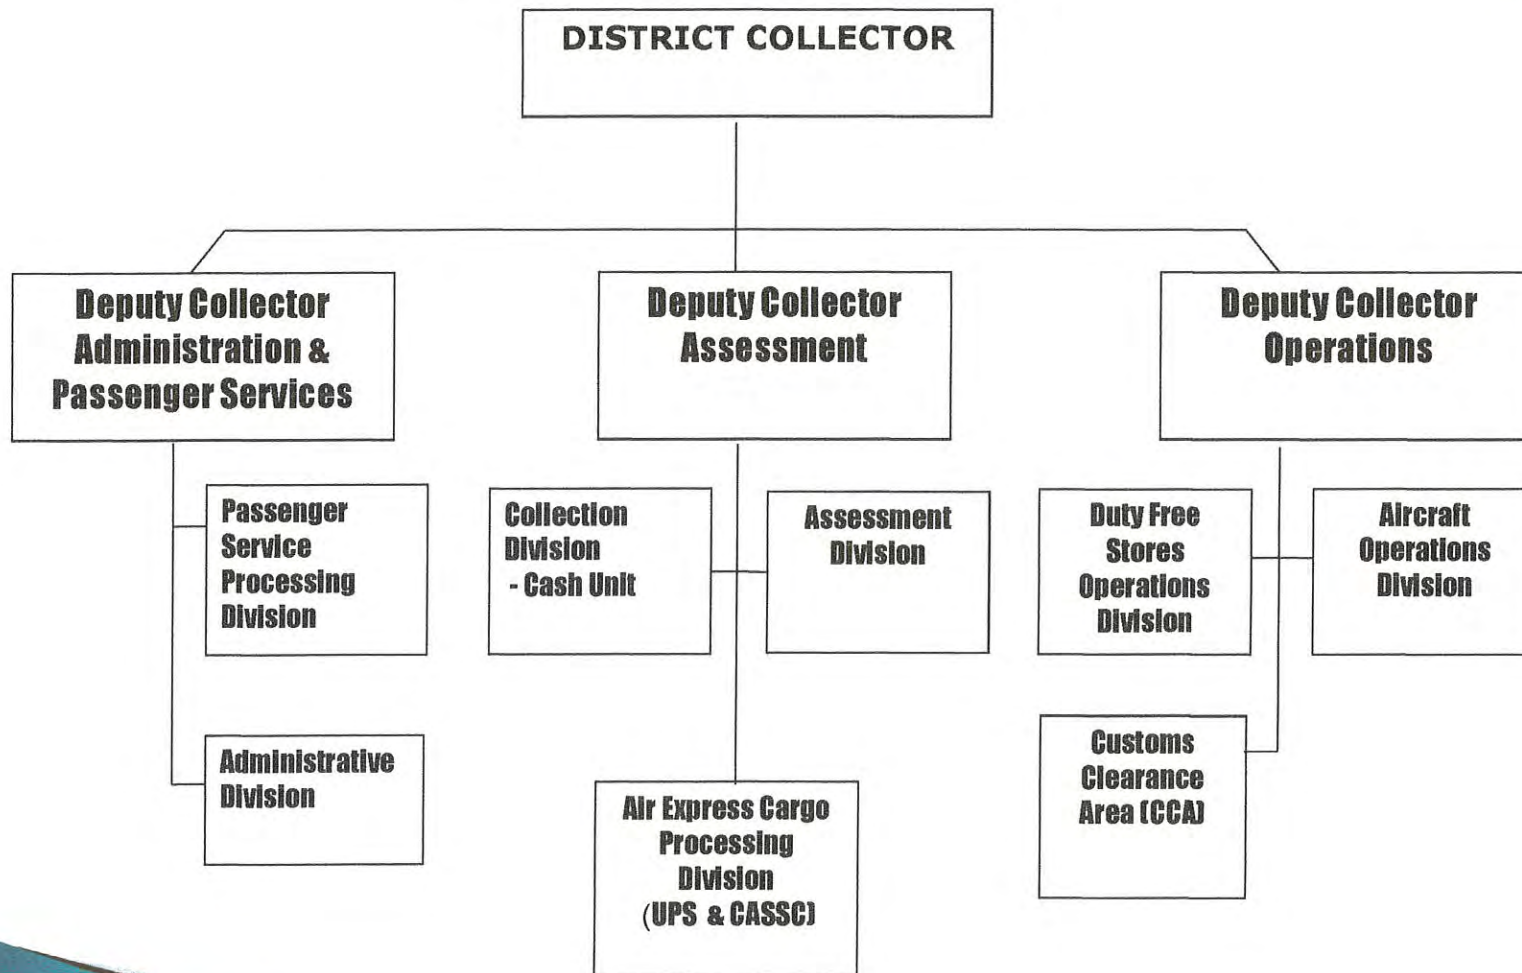 DISTRICT COLLECTOR
Deputy Collector
Administration &
Passenger Services
Deputy Collector
Assessment
Deputy Collector
Operations
Passenger
Service
Processing
Division
Collection
Division
- Cash Unit
Assessment
Division
Duty Free
Stores
Operations
Division
Aircraft
Operations
Division
Administrative
Division
Air Express Cargo
Processing
Division
(UPS & CASSC)
Customs
Clearance
Area (CCA)